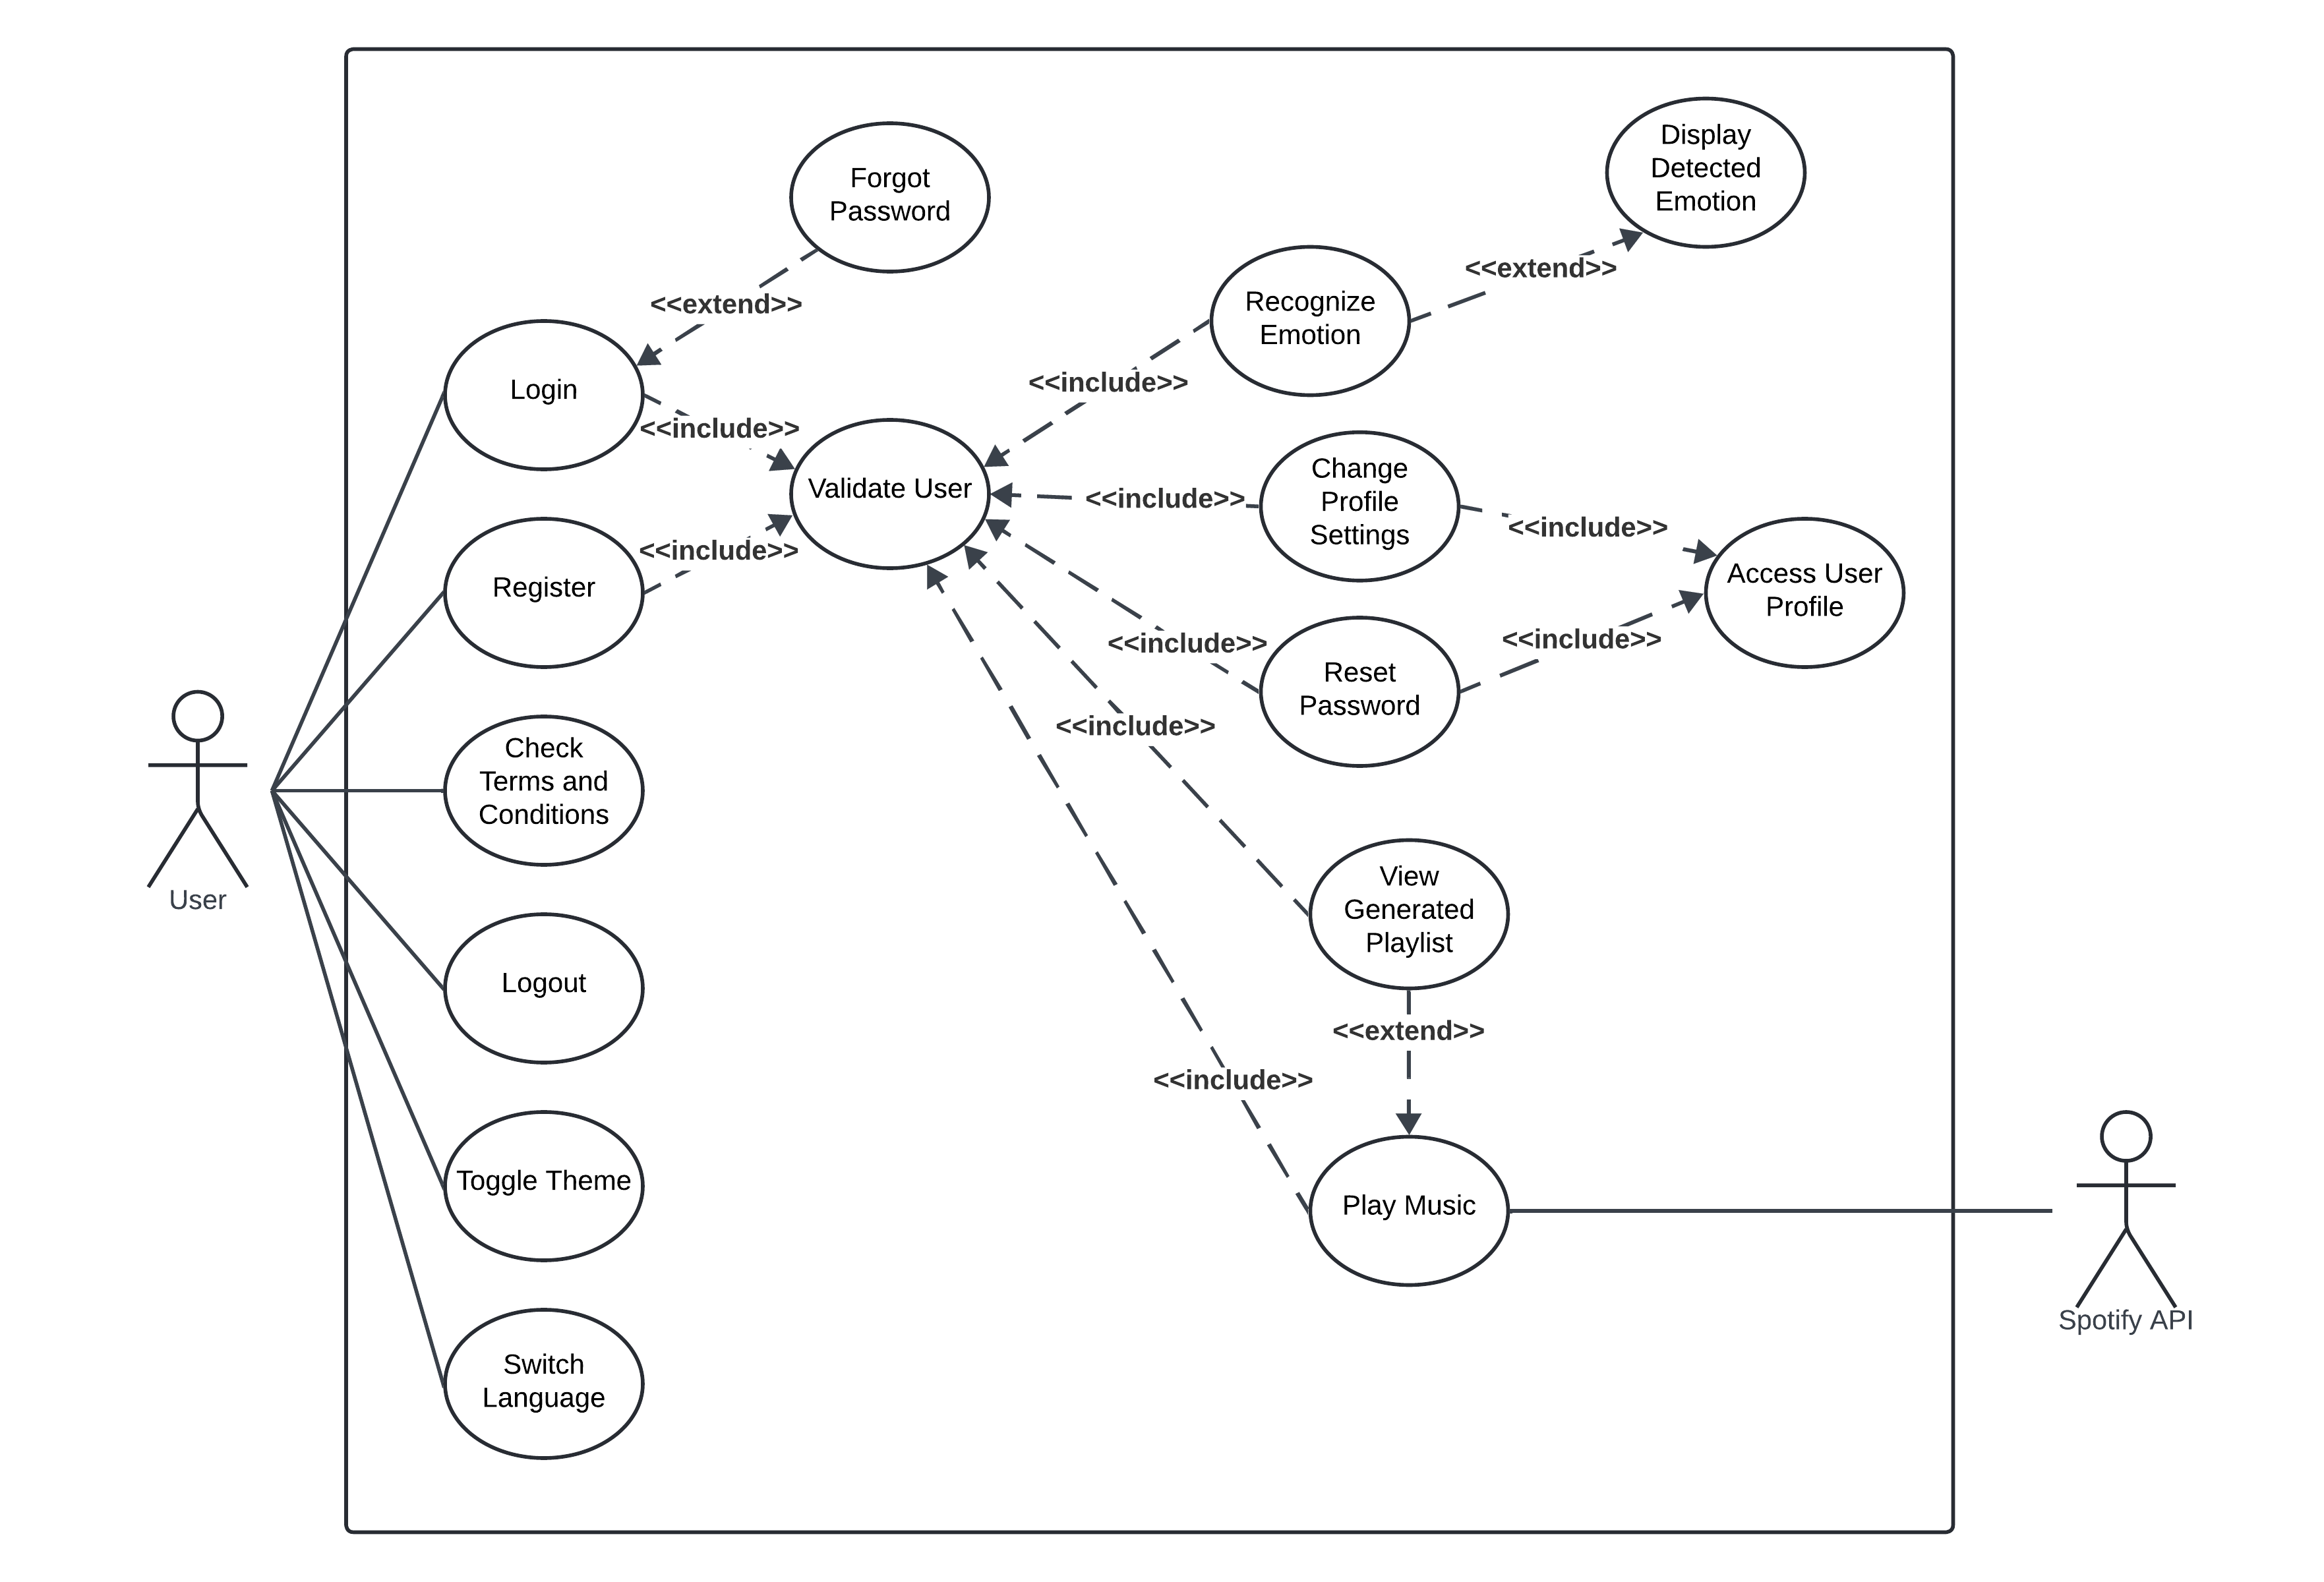 Forgot
Password
Display
Detected
Emotion
<<extend>>
Recognize
Emotion
<<extend>>
Login
<<include>>
<<include>>
Validate User
Change
Profile
Settings
<<include>>
<<include>>
Register
<<include>>
Access User
Profile
<<include>>
<<include>>
Reset
Password
<<include>>
Check
Terms and
Conditions
User
View
Generated
Playlist
Logout
<<extend>>
<<include>>
Toggle Theme
Play Music
Spotify API
Switch
Language